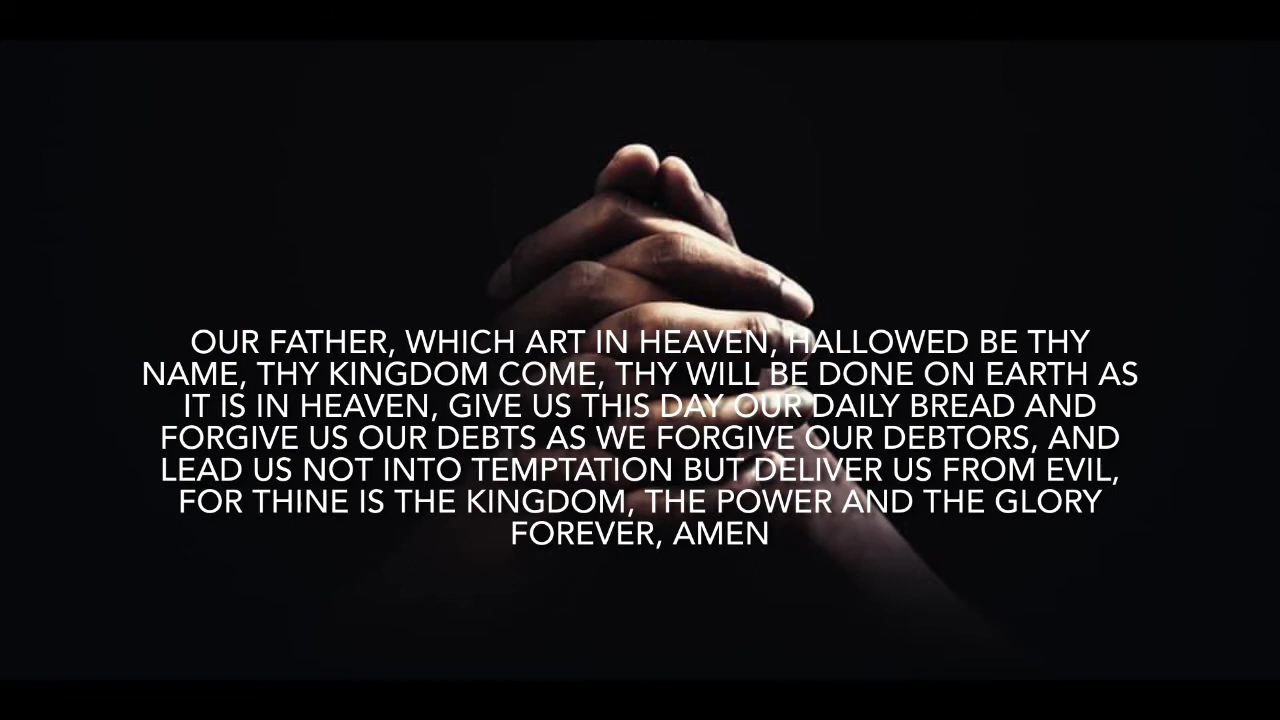 OUR FATHER, WHICH ART IN HEAVEN, HALLOWED BE THY
NAME, THY KINGDOM COME, THY WILL BE DONE ON EARTH AS
IT IS IN HEAVEN, GIVE US THIS DAY OUR DAILY BREAD AND
FORGIVE US OUR DEBTS AS WE FORGIVE OUR DEBTORS, AND
LEAD US NOT INTO TEMPTATION BUT DELIVER US FROM EVIL,
FOR THINE IS THE KINGDOM, THE POWER AND THE GLORY
FOREVER, AMEN